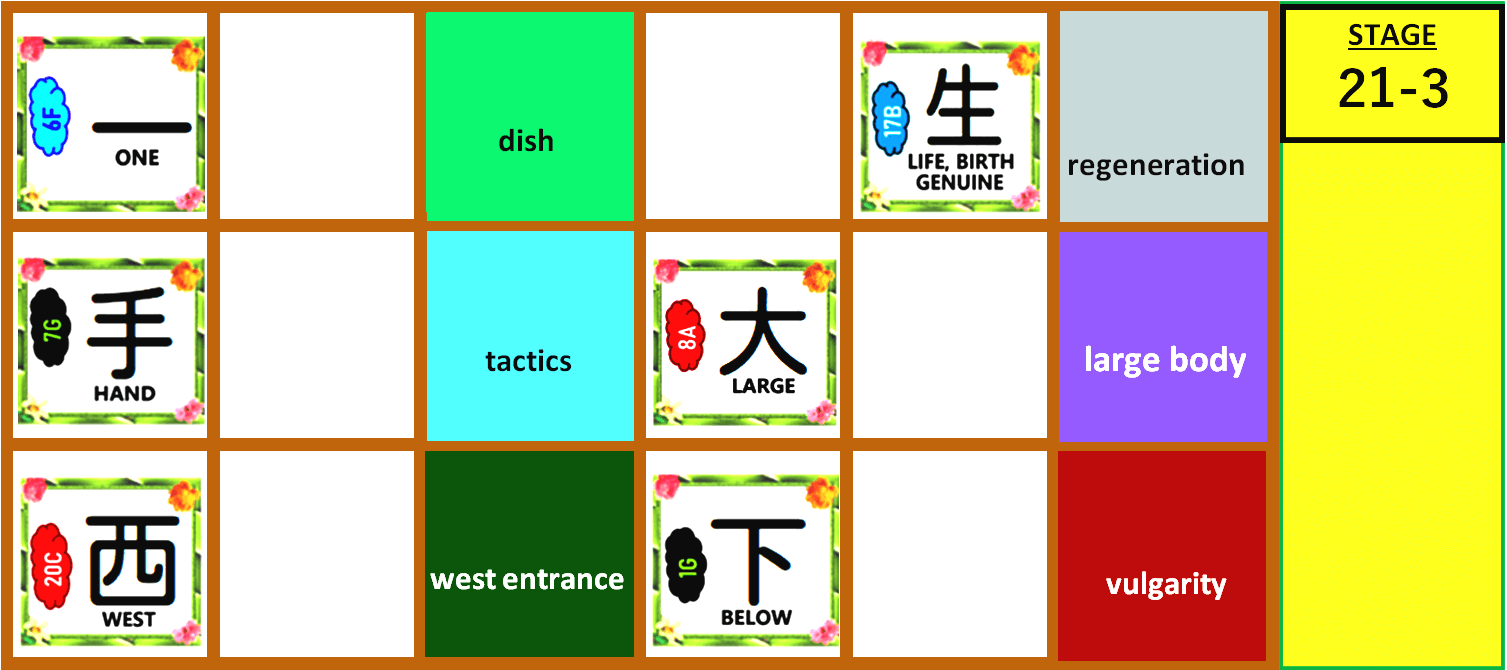 6F
一
ONE
dish
17B
生
LIFE, BIRTH
GENUINE
regeneration
STAGE
21-3
7G
手
HAND
tactics
8A
大
LARGE
large body
20C
西
WEST
west entrance
1G
下
BELOW
vulgarity